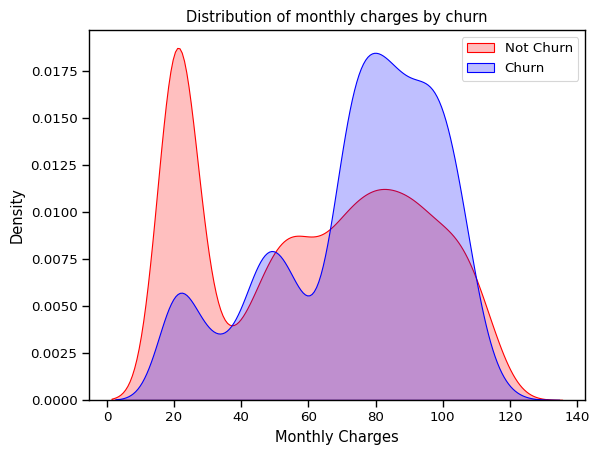 Distribution of monthly charges by churn
Not Churn
Churn
0.0175
0.0150
0.0125
0.0100
0.0075
0.0050
0.0025
0.0000
Density
0 20 40 60 80 100 120 140
Monthly Charges